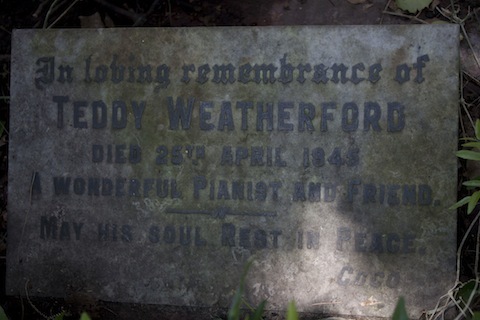 In loving remembrance of
TEDDY WEATHERFORD
DIED 25TH APRIL 1945
A WONDERFUL PIANIST AND FRIEND.
MAY HIS SOUL REST IN PEACE.